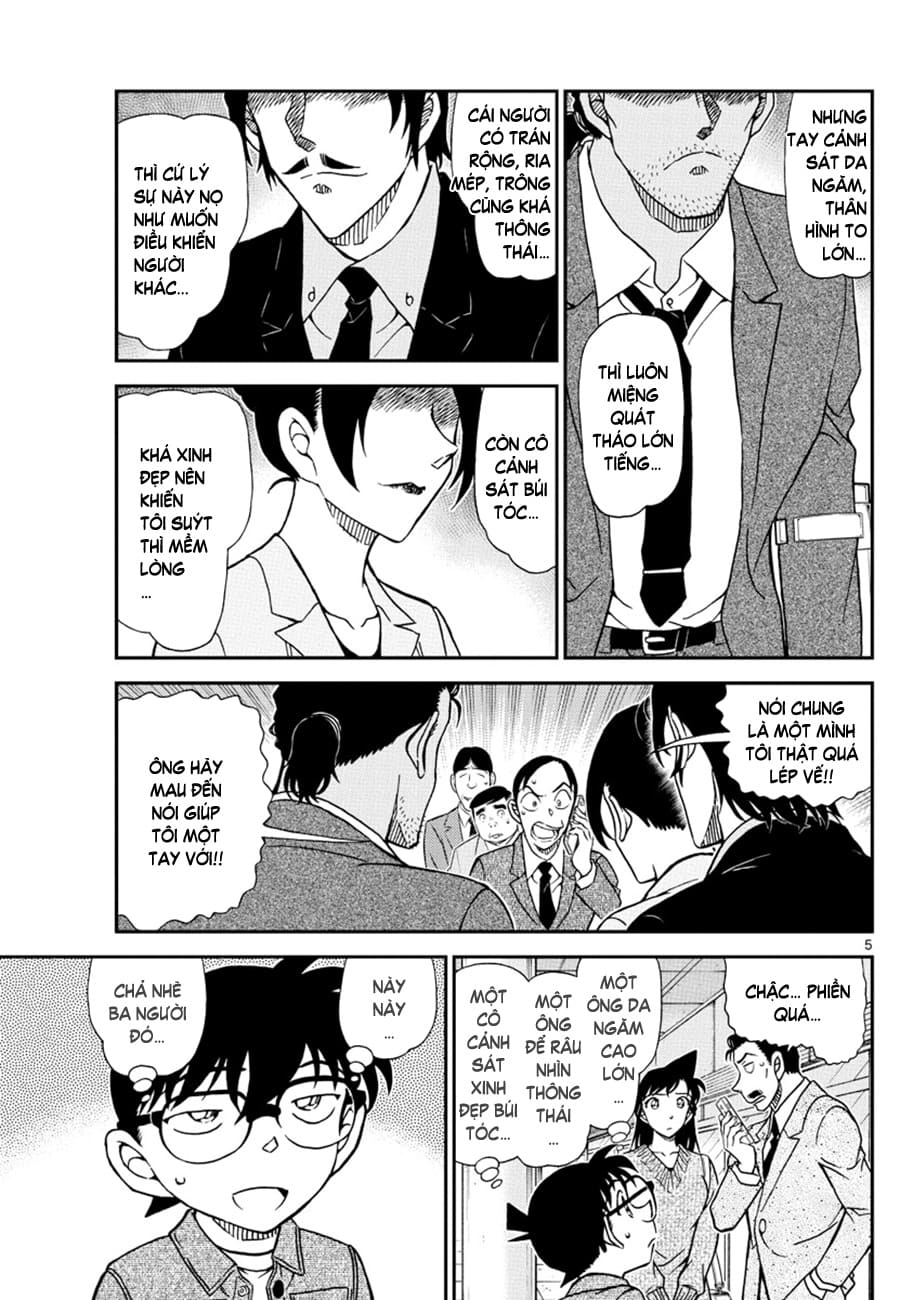 NHƯNG
TAY CẢNH
SÁT DA
NGĂM, THÂN
HÌNH TO
LỚN...
THÌ LUÔN
MIỆNG
QUÁT
THÁO LỚN
TIẾNG...
CÁI NGƯỜI
CÓ TRÁN
RỘNG, RIA
MÉP, TRÔNG
CŨNG KHÁ
THÔNG
THÁI...
THÌ CỨ LÝ
SỰ NÀY NỌ
NHƯ MUỐN
ĐIỀU KHIỂN
NGƯỜI
KHÁC...
CÒN CÔ
CẢNH
SÁT BÚI
TÓC...
KHÁ XINH
ĐẸP NÊN
KHIẾN
TÔI SUÝT
THÌ MỀM
LÒNG
...
NÓI CHUNG
LÀ MỘT MÌNH
TÔI THẬT QUÁ
LÉP VẾ!!
ÔNG HÃY
MAU ĐẾN
NÓI GIÚP
TÔI MỘT
TAY VỚI!!
5
CHẬC... PHIỀN
QUÁ...
MỘT
ÔNG DA
NGĂM
CAO
LỚN
...
MỘT
ÔNG
ĐỂ RÂU
NHÌN
THÔNG
THÁI
...
MỘT
CÔ
CẢNH
SÁT XINH
ĐẸP BÚI
TÓC...
NÀY
NÀY
...
CHẢ NHẼ
BA NGƯỜI
ĐÓ...